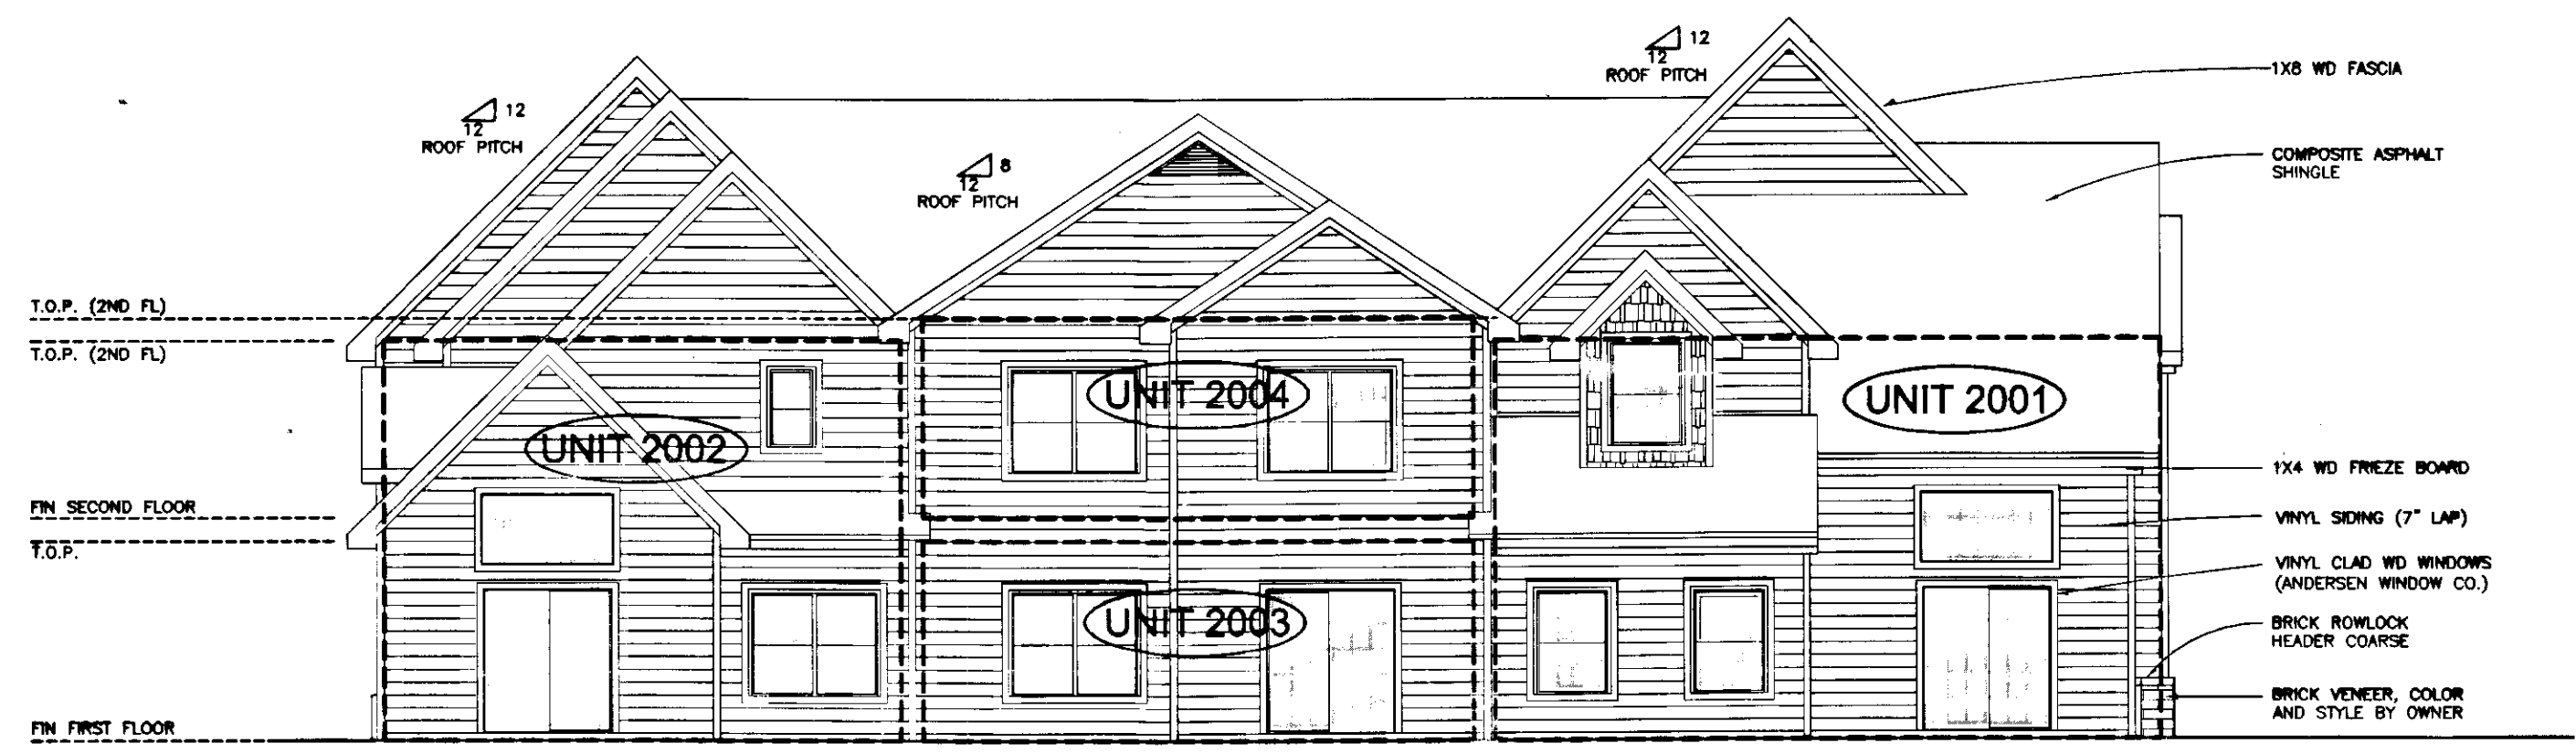 12
12
ROOF PITCH
8
12
ROOF PITCH
12
12
ROOF PITCH
1X8 WD FASCIA
COMPOSITE ASPHALT
SHINGLE
T.O.P. (2ND FL)
T.O.P. (2ND FL)
UNIT 2002
UNIT 2004
UNIT 2001
1X4 WD FRIEZE BOARD
FIN SECOND FLOOR
VINYL SIDING (7" LAP)
T.O.P.
VINYL CLAD WD WINDOWS
(ANDERSEN WINDOW CO.)
UNIT 2003
BRICK ROWLOCK
HEADER COARSE
BRICK VENEER, COLOR
AND STYLE BY OWNER
FIN FIRST FLOOR